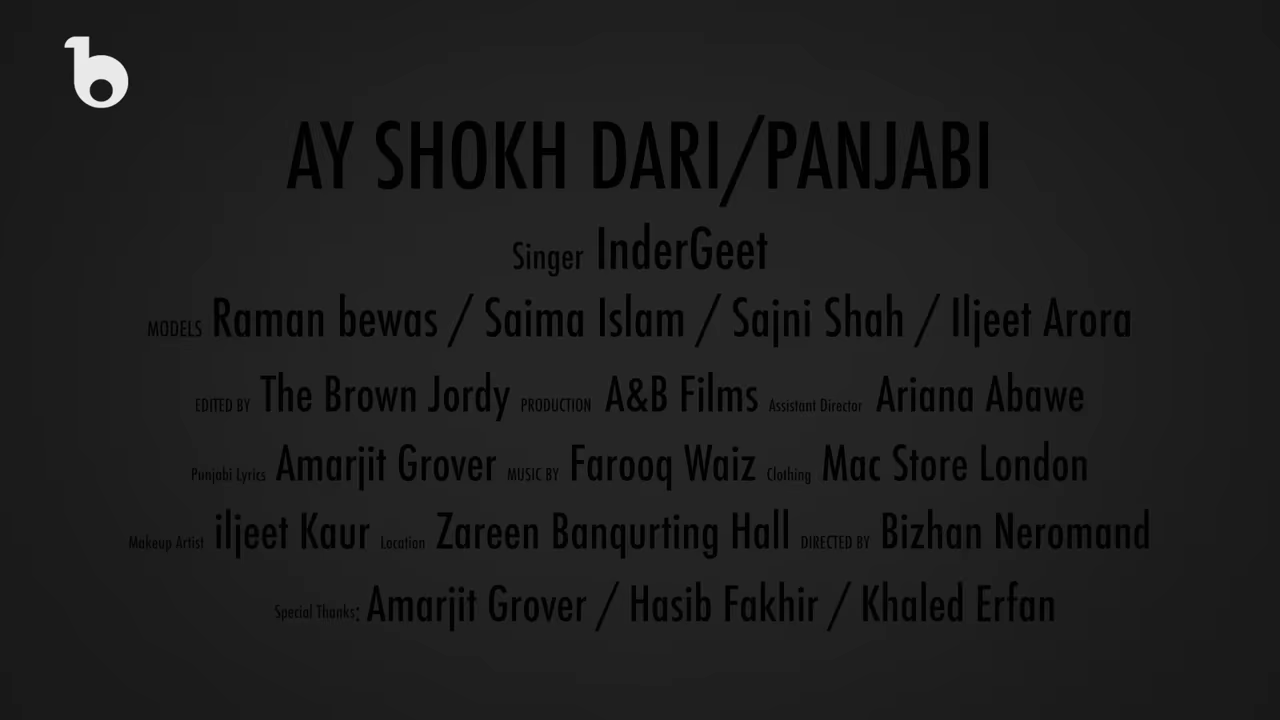 b
AY SHOKH DARI/PANJABI
Singer InderGeet
MODELS Raman bewas / Saima Islam / Sajni Shah / Iljeet Arora
EDITED BY The Brown Jordy PRODUCTION A&B Films Assistant Director Ariana Abawe
Punjabi Lyrics Amarjit Grover MUSIC BY Farooq Waiz Clothing Mac Store London
Makeup Artist iljeet Kaur Location Zareen Banqurting Hall DIRECTED BY Bizhan Neromand
Special Thanks: Amarjit Grover / Hasib Fakhir / Khaled Erfan